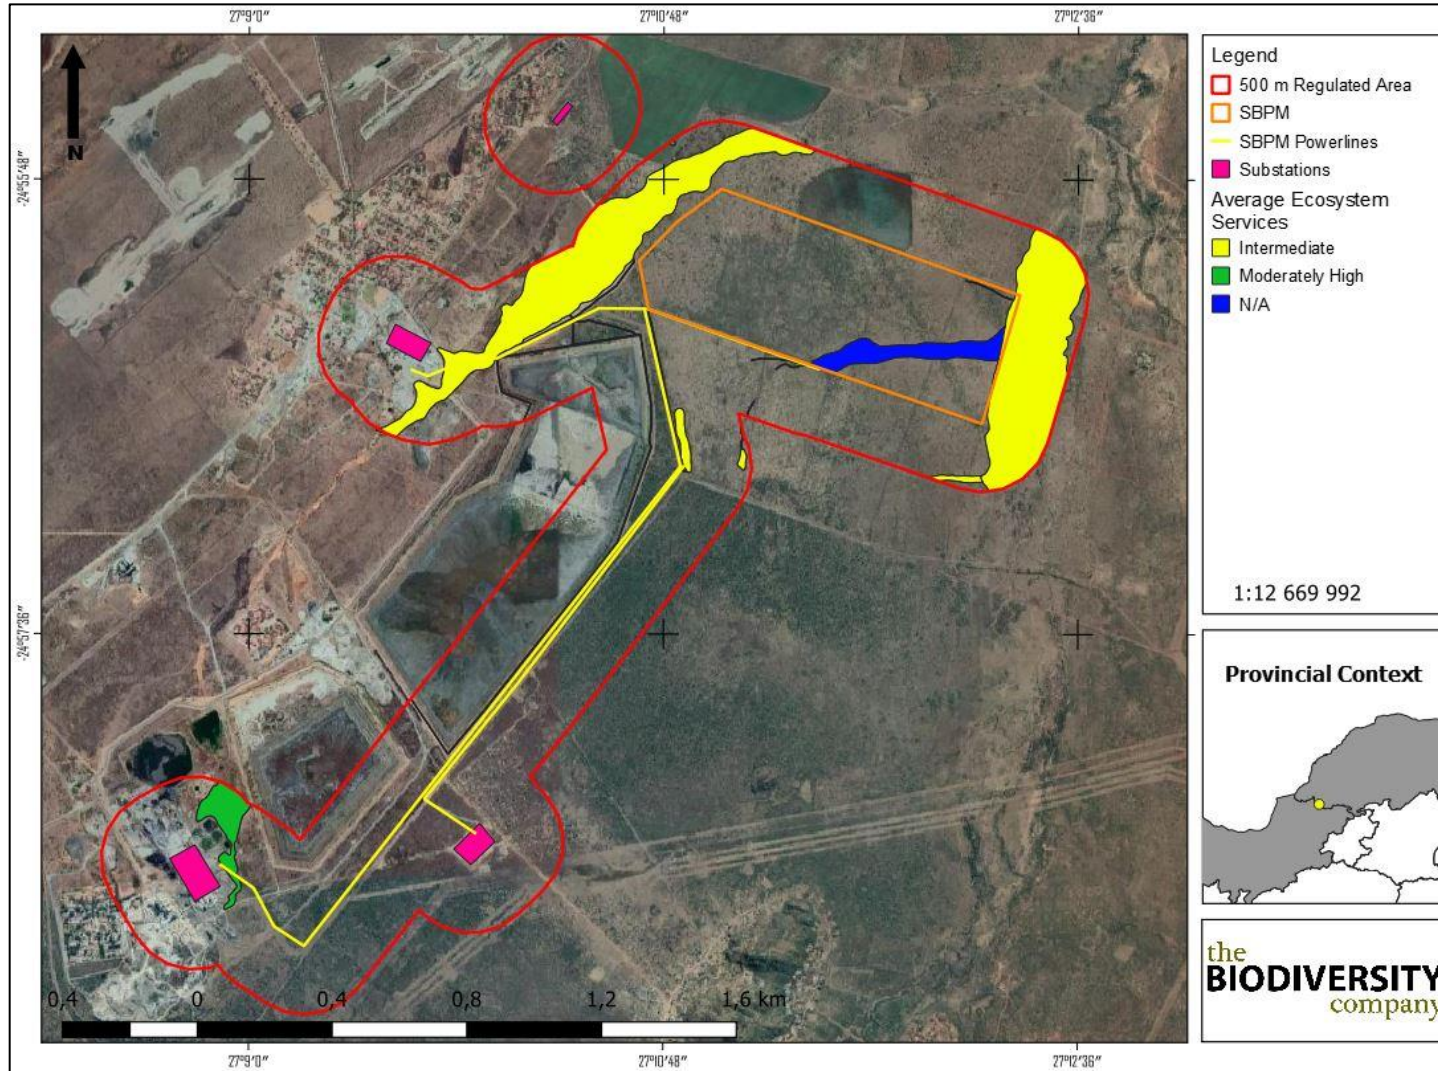 27°9'0"
27°10'48"
27°12'36"
-24°55'48"
-24°57'36"
N
0,4
0
0,4
0,8
1,2
1,6 km
27°9'0"
27°10'48"
27°12'36"
Legend
500 m Regulated Area
SBPM
SBPM Powerlines
Substations
Average Ecosystem
Services
Intermediate
Moderately High
N/A
1:12 669 992
Provincial Context
the
BIODIVERSITY
company